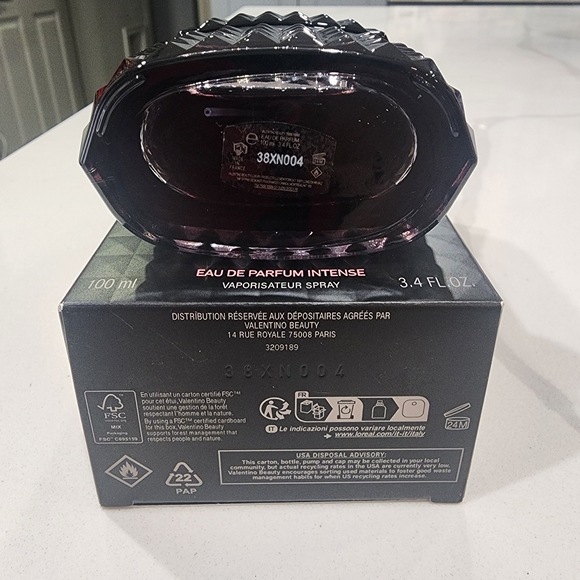 EAU DE PARFUM
100 ml 3.4 FL.OZ.
38XN004
MADE
IN
FRANCE
24M
EAU DE PARFUM INTENSE
100 ml VAPORISATEUR SPRAY 3.4 FL.OZ.
DISTRIBUTION RÉSERVÉE AUX DÉPOSITAIRES AGRÉÉS PAR
VALENTINO BEAUTY
14 RUE ROYALE 75008 PARIS
3209189
38XN004
FSC
MIX
Packaging
FSC™ C695159
En utilisant un carton certifié FSC™
pour cet étui, Valentino Beauty
soutient une gestion de la forêt
respectant l'homme et la nature.
By using a FSC™ certified cardboard
for this box, Valentino Beauty
supports forest management that
respects people and nature.
FR
IT Le indicazioni possono variare localmente
www.loreal.com/it-it/italy
24M
22
PAP
USA DISPOSAL ADVISORY:
This carton, bottle, pump and cap may be collected in your local
community, but actual recycling rates in the USA are currently very low.
Valentino Beauty encourages sorting used materials to foster good waste
management habits for when US recycling rates increase.